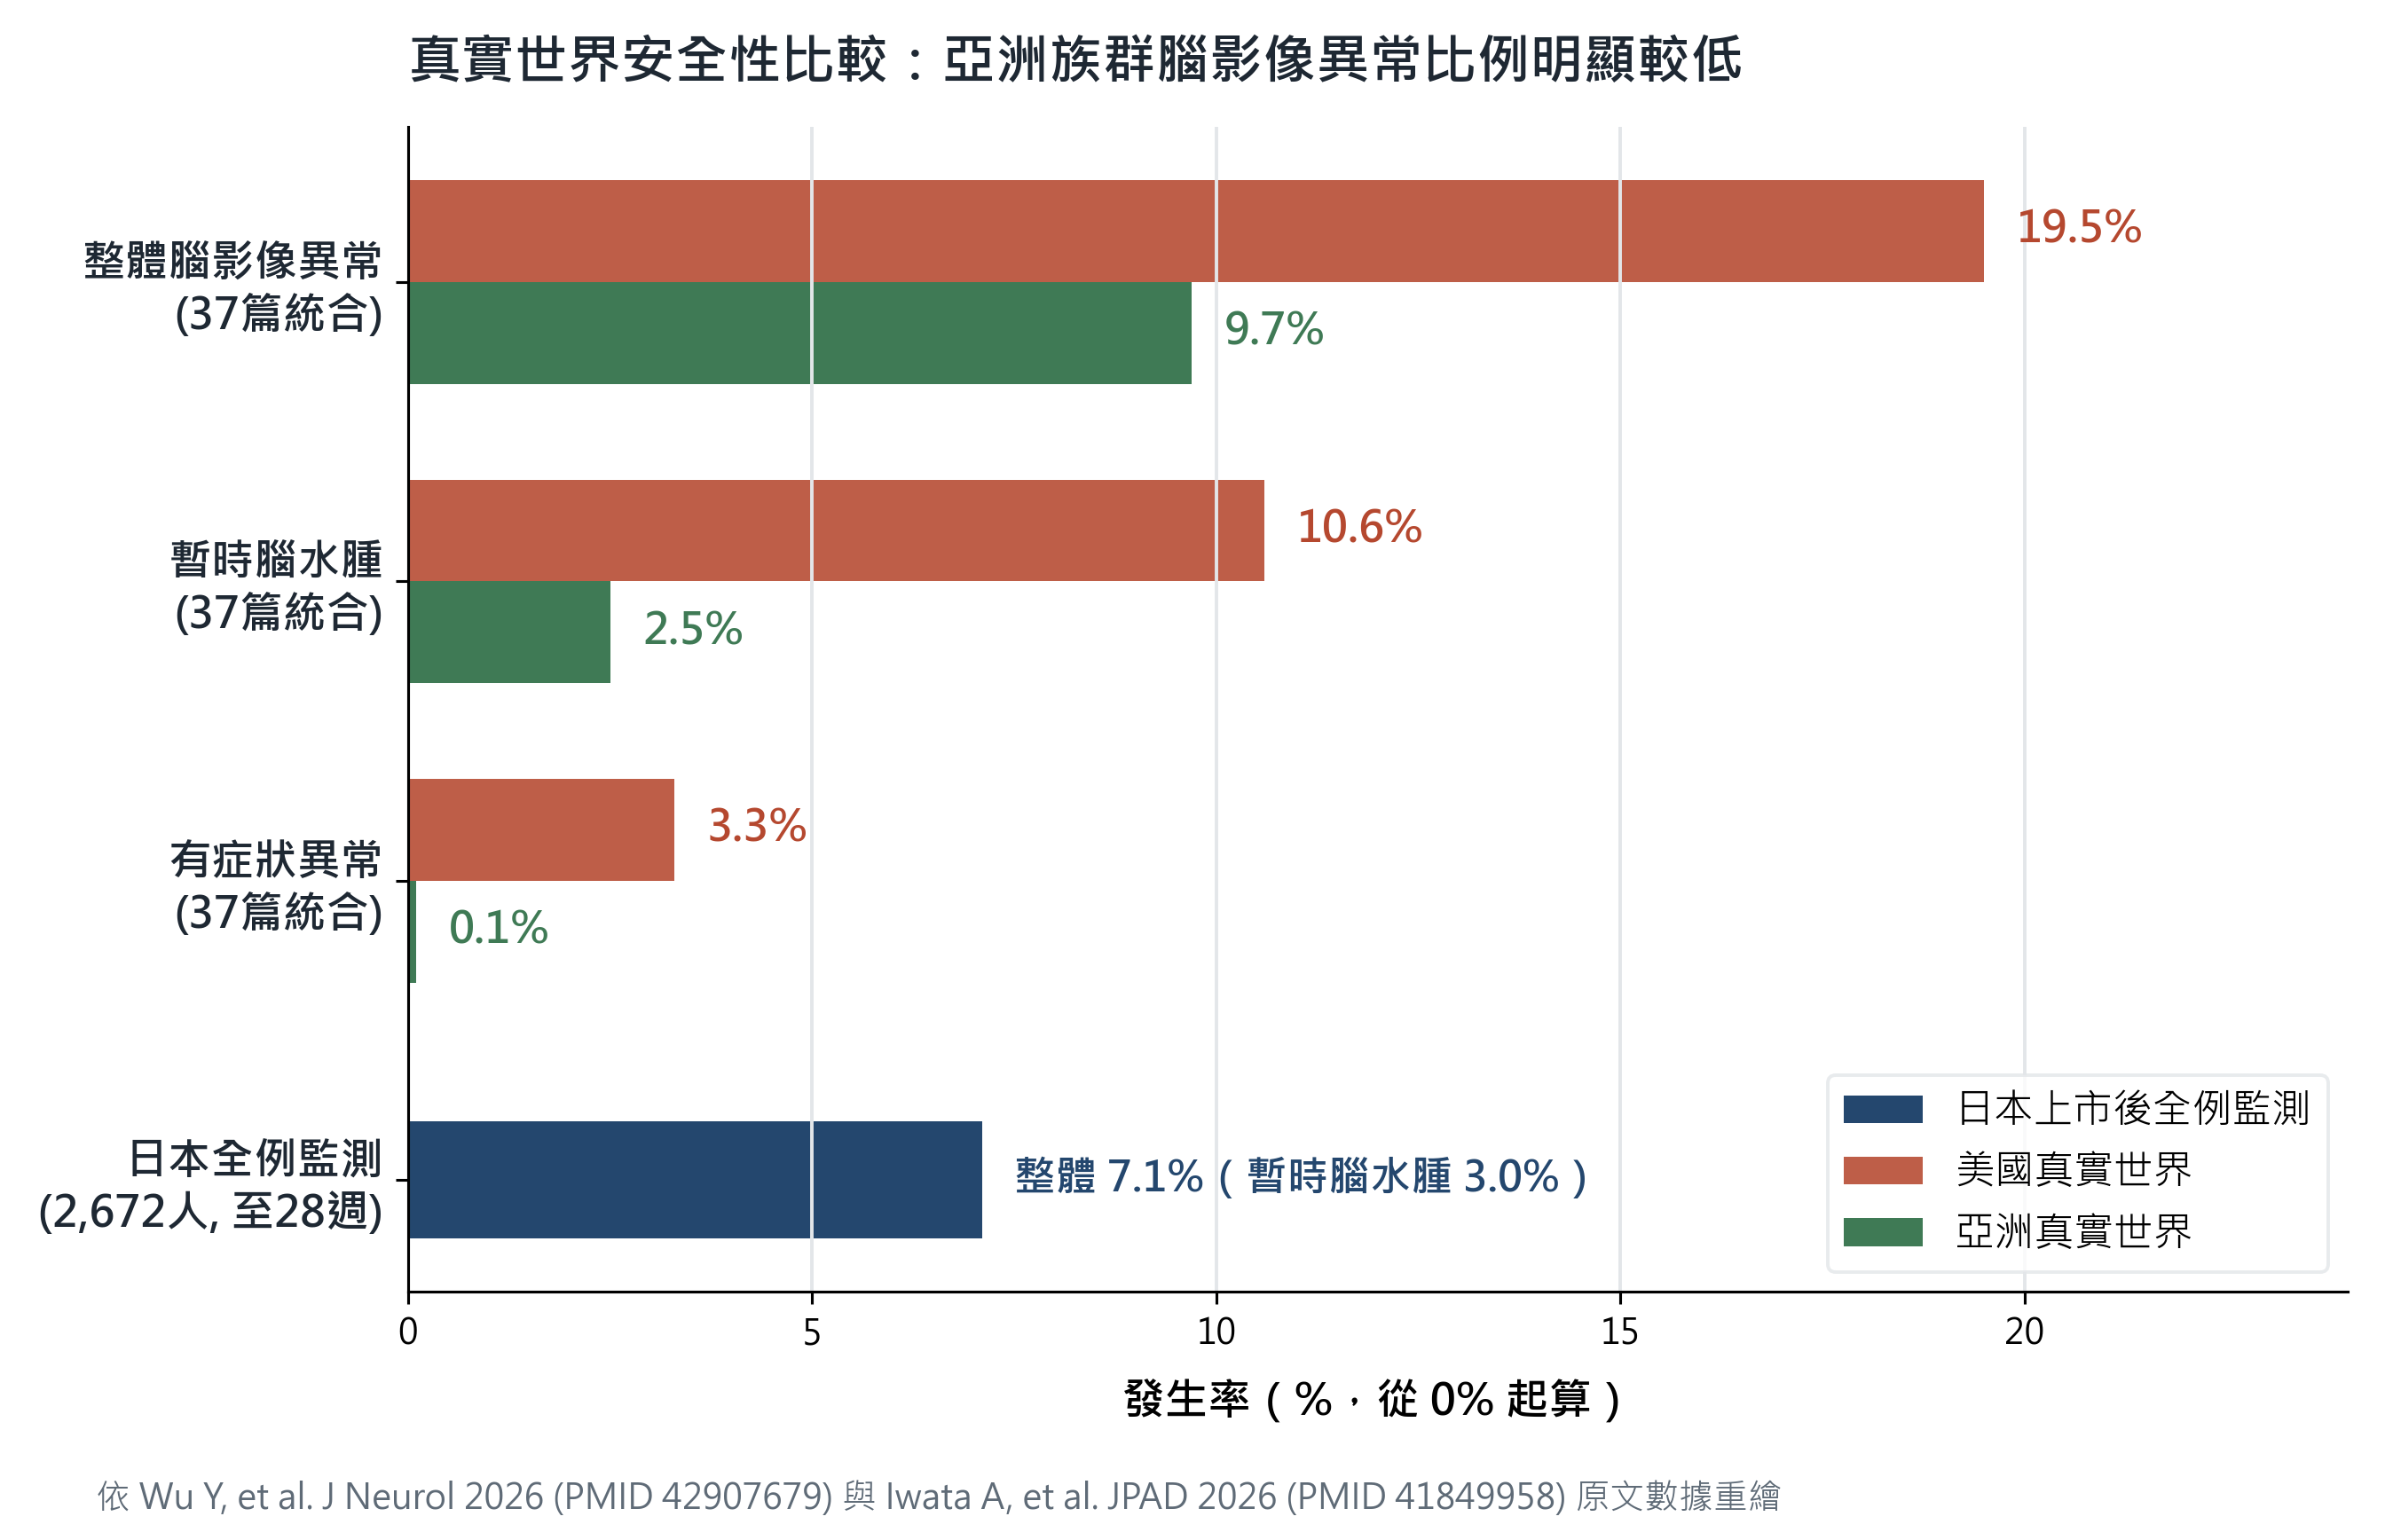 真實世界安全性比較：亞洲族群腦影像異常比例明顯較低
整體腦影像異常
(37篇統合)
19.5%
9.7%
暫時腦水腫
(37篇統合)
10.6%
2.5%
有症狀異常
(37篇統合)
3.3%
0.1%
日本全例監測
(2,672人, 至28週)
整體 7.1%（暫時腦水腫 3.0%）
日本上市後全例監測
美國真實世界
亞洲真實世界
0 5 10 15 20
發生率（%，從 0% 起算）
依 Wu Y, et al. J Neurol 2026 (PMID 42907679) 與 Iwata A, et al. JPAD 2026 (PMID 41849958) 原文數據重繪